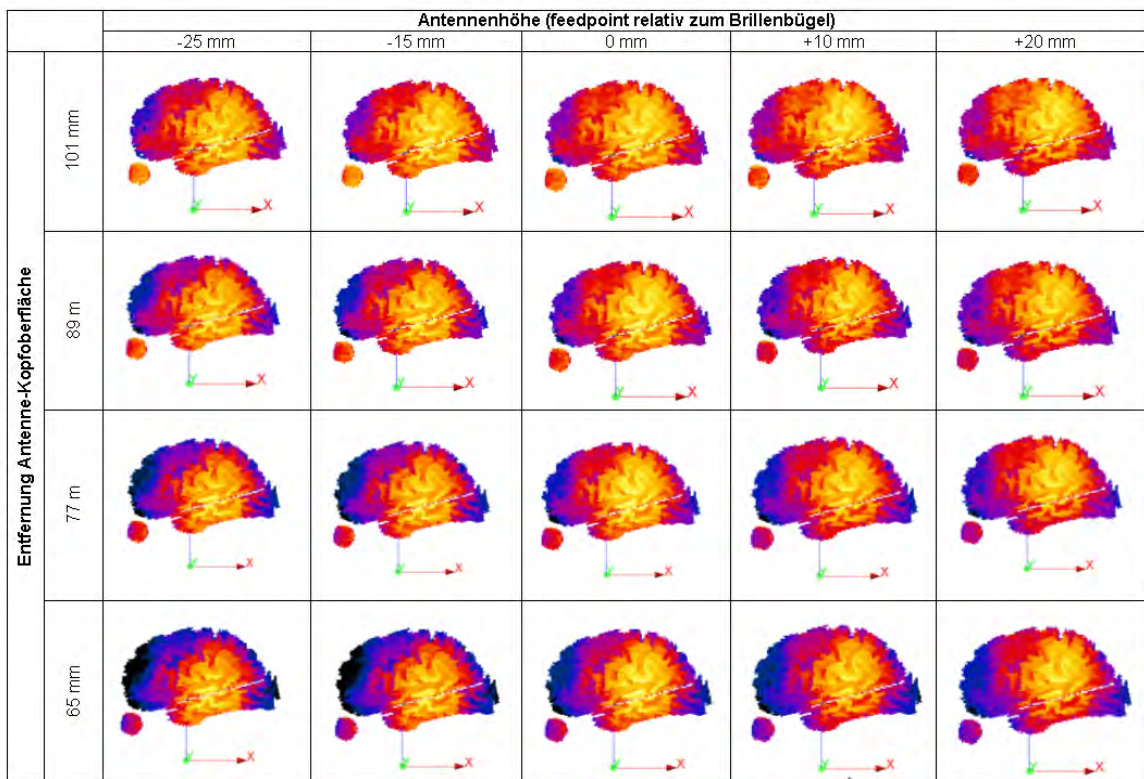 Antennenhöhe (feedpoint relativ zum Brillenbügel)
-25 mm
-15 mm
0 mm
+10 mm
+20 mm
Entfernung Antenne-Kopfoberfläche
101 mm
Y
X
Y
X
Y
X
Y
X
Y
X
89 m
Y
X
Y
X
Y
X
Y
X
Y
X
77 m
Y
X
Y
X
Y
X
Y
X
Y
X
65 mm
Y
X
Y
X
Y
X
Y
X
Y
X